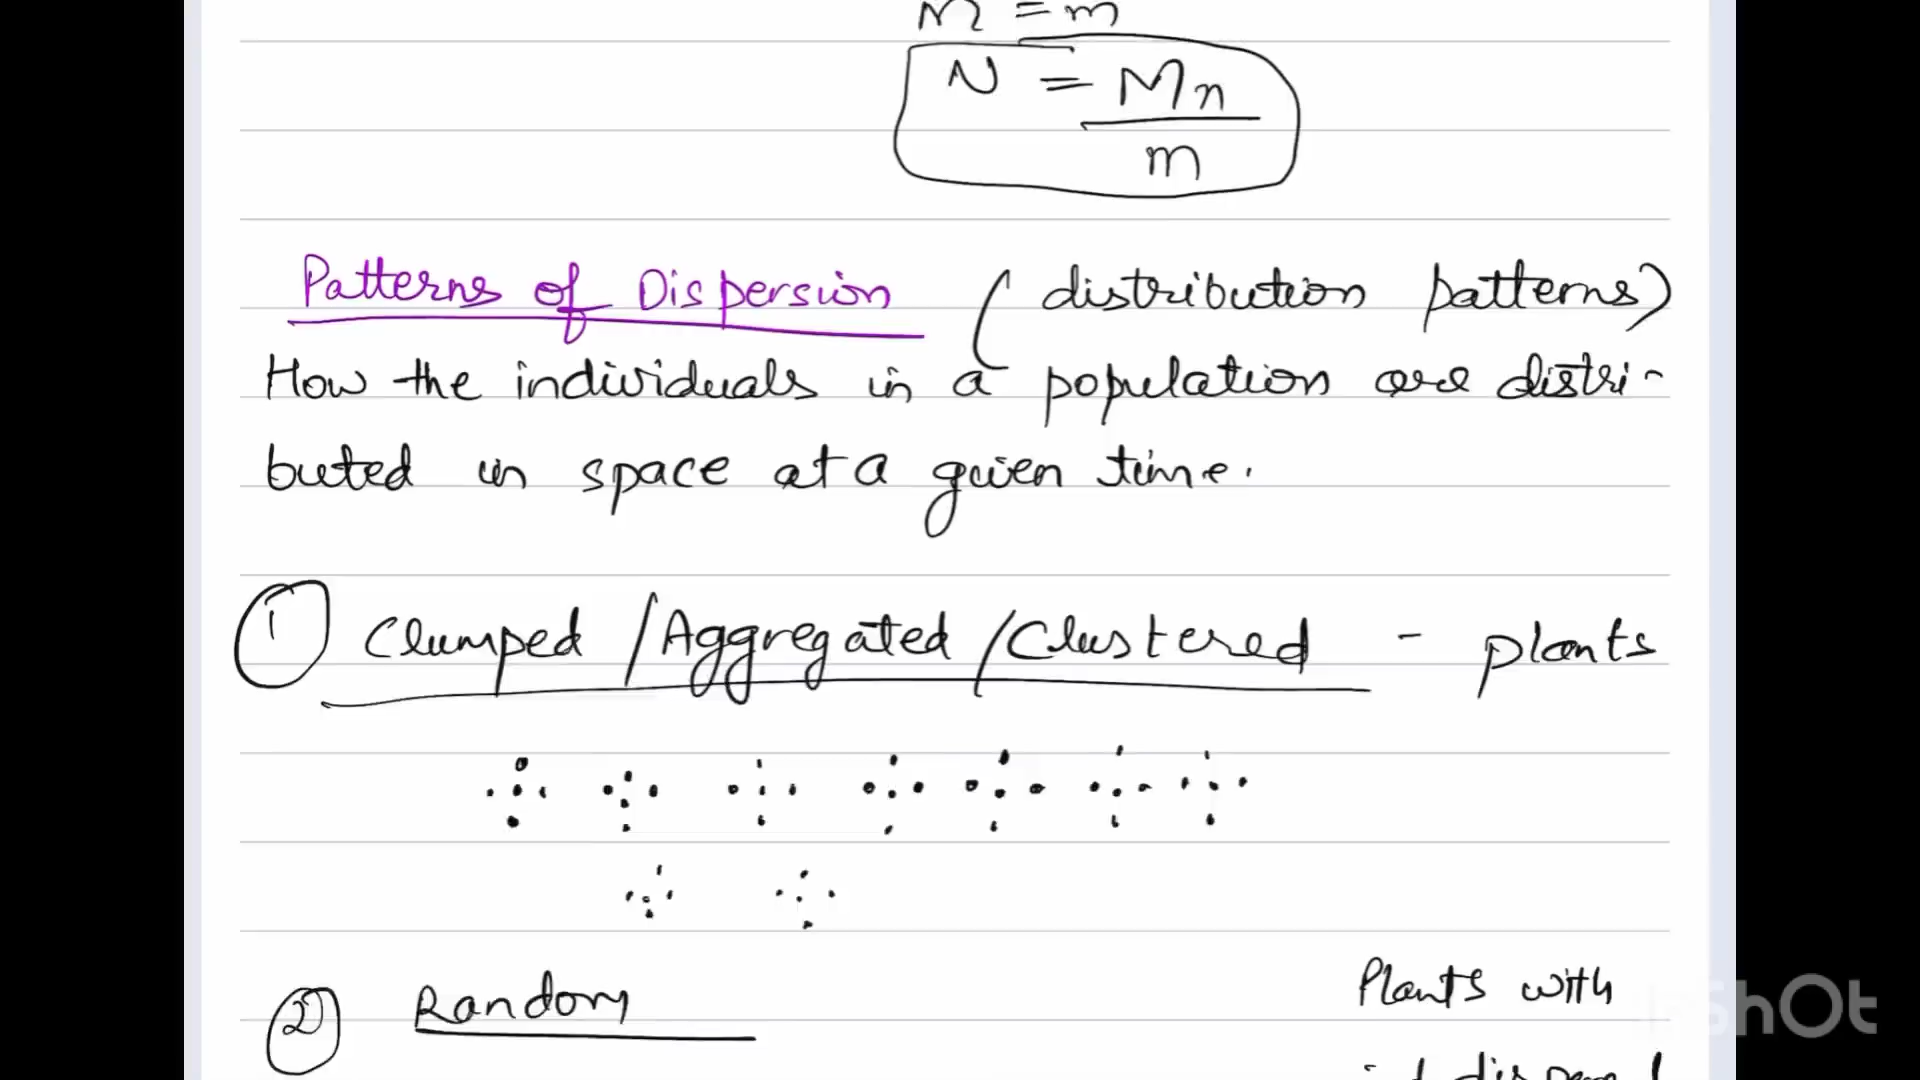 M = m
N = Mn
m
Patterns of Dispersion (distribution patterns)
How the individuals in a population are distri-
buted in space at a given time.
1 Clumped / Aggregated / Clustered - plants
2 Random
Plants with